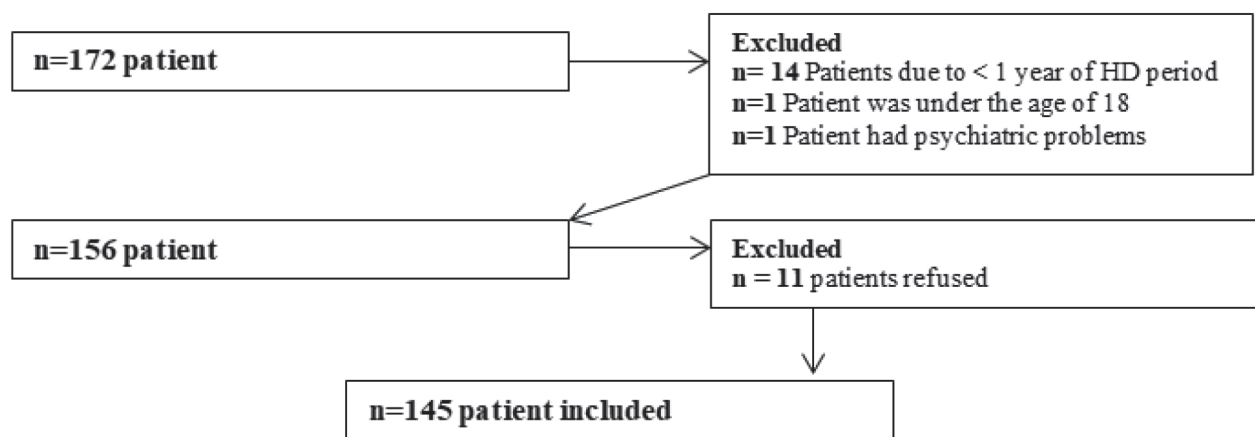 n=172 patient
Excluded
n= 14 Patients due to < 1 year of HD period
n=1 Patient was under the age of 18
n=1 Patient had psychiatric problems
n=156 patient
Excluded
n = 11 patients refused
n=145 patient included